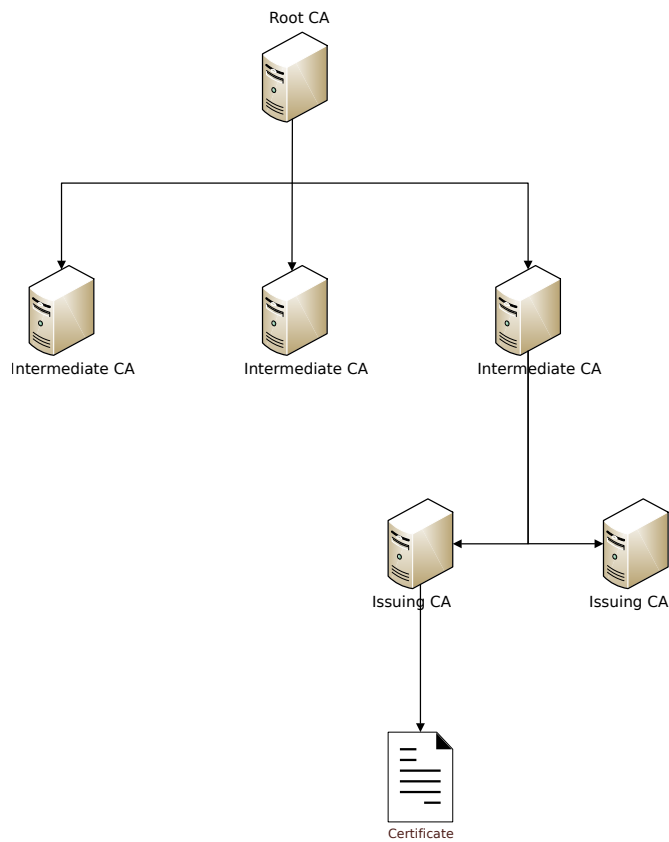 Root CA
Intermediate CA
Intermediate CA
Intermediate CA
Issuing CA
Issuing CA
Certificate